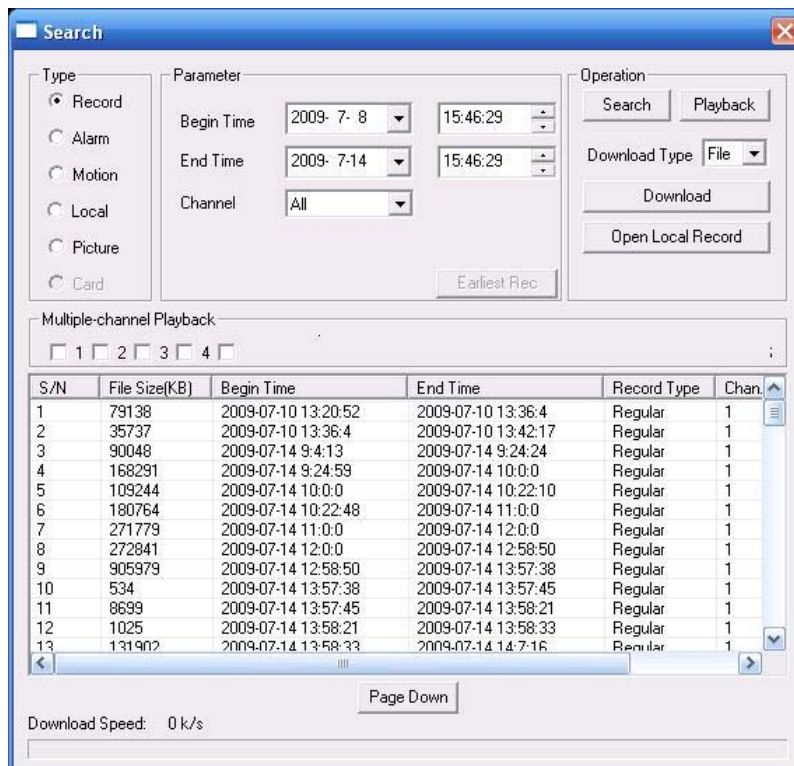 Search
Type
Record
Alarm
Motion
Local
Picture
Card
Parameter
Begin Time 2009- 7- 8 15:46:29
End Time 2009- 7-14 15:46:29
Channel All
Earliest Rec
Operation
Search Playback
Download Type File
Download
Open Local Record
Multiple-channel Playback
1 2 3 4
S/N File Size(KB) Begin Time End Time Record Type Chan.
1 79138 2009-07-10 13:20:52 2009-07-10 13:36:4 Regular 1
2 35737 2009-07-10 13:36:4 2009-07-10 13:42:17 Regular 1
3 90048 2009-07-14 9:4:13 2009-07-14 9:24:24 Regular 1
4 168291 2009-07-14 9:24:59 2009-07-14 10:0:0 Regular 1
5 109244 2009-07-14 10:0:0 2009-07-14 10:22:10 Regular 1
6 180764 2009-07-14 10:22:48 2009-07-14 11:0:0 Regular 1
7 271779 2009-07-14 11:0:0 2009-07-14 12:0:0 Regular 1
8 272841 2009-07-14 12:0:0 2009-07-14 12:58:50 Regular 1
9 905979 2009-07-14 12:58:50 2009-07-14 13:57:38 Regular 1
10 534 2009-07-14 13:57:38 2009-07-14 13:57:45 Regular 1
11 8699 2009-07-14 13:57:45 2009-07-14 13:58:21 Regular 1
12 1025 2009-07-14 13:58:21 2009-07-14 13:58:33 Regular 1
13 131902 2009-07-14 13:58:33 2009-07-14 14:7:16 Regular 1
Page Down
Download Speed: 0 k/s